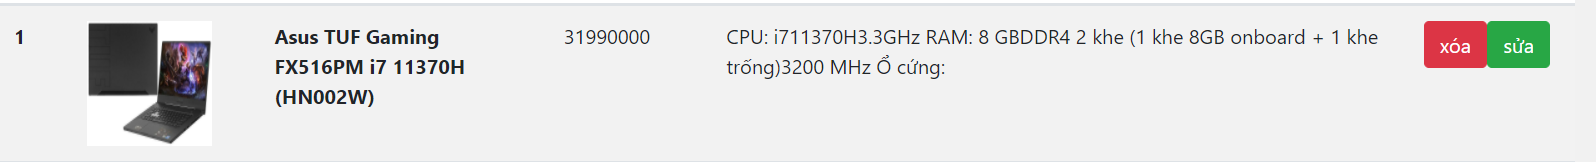 1
Asus TUF Gaming
FX516PM i7 11370H
(HN002W)
31990000
CPU: i711370H3.3GHz RAM: 8 GBDDR4 2 khe (1 khe 8GB onboard + 1 khe
trống)3200 MHz Ổ cứng:
xóa
sửa